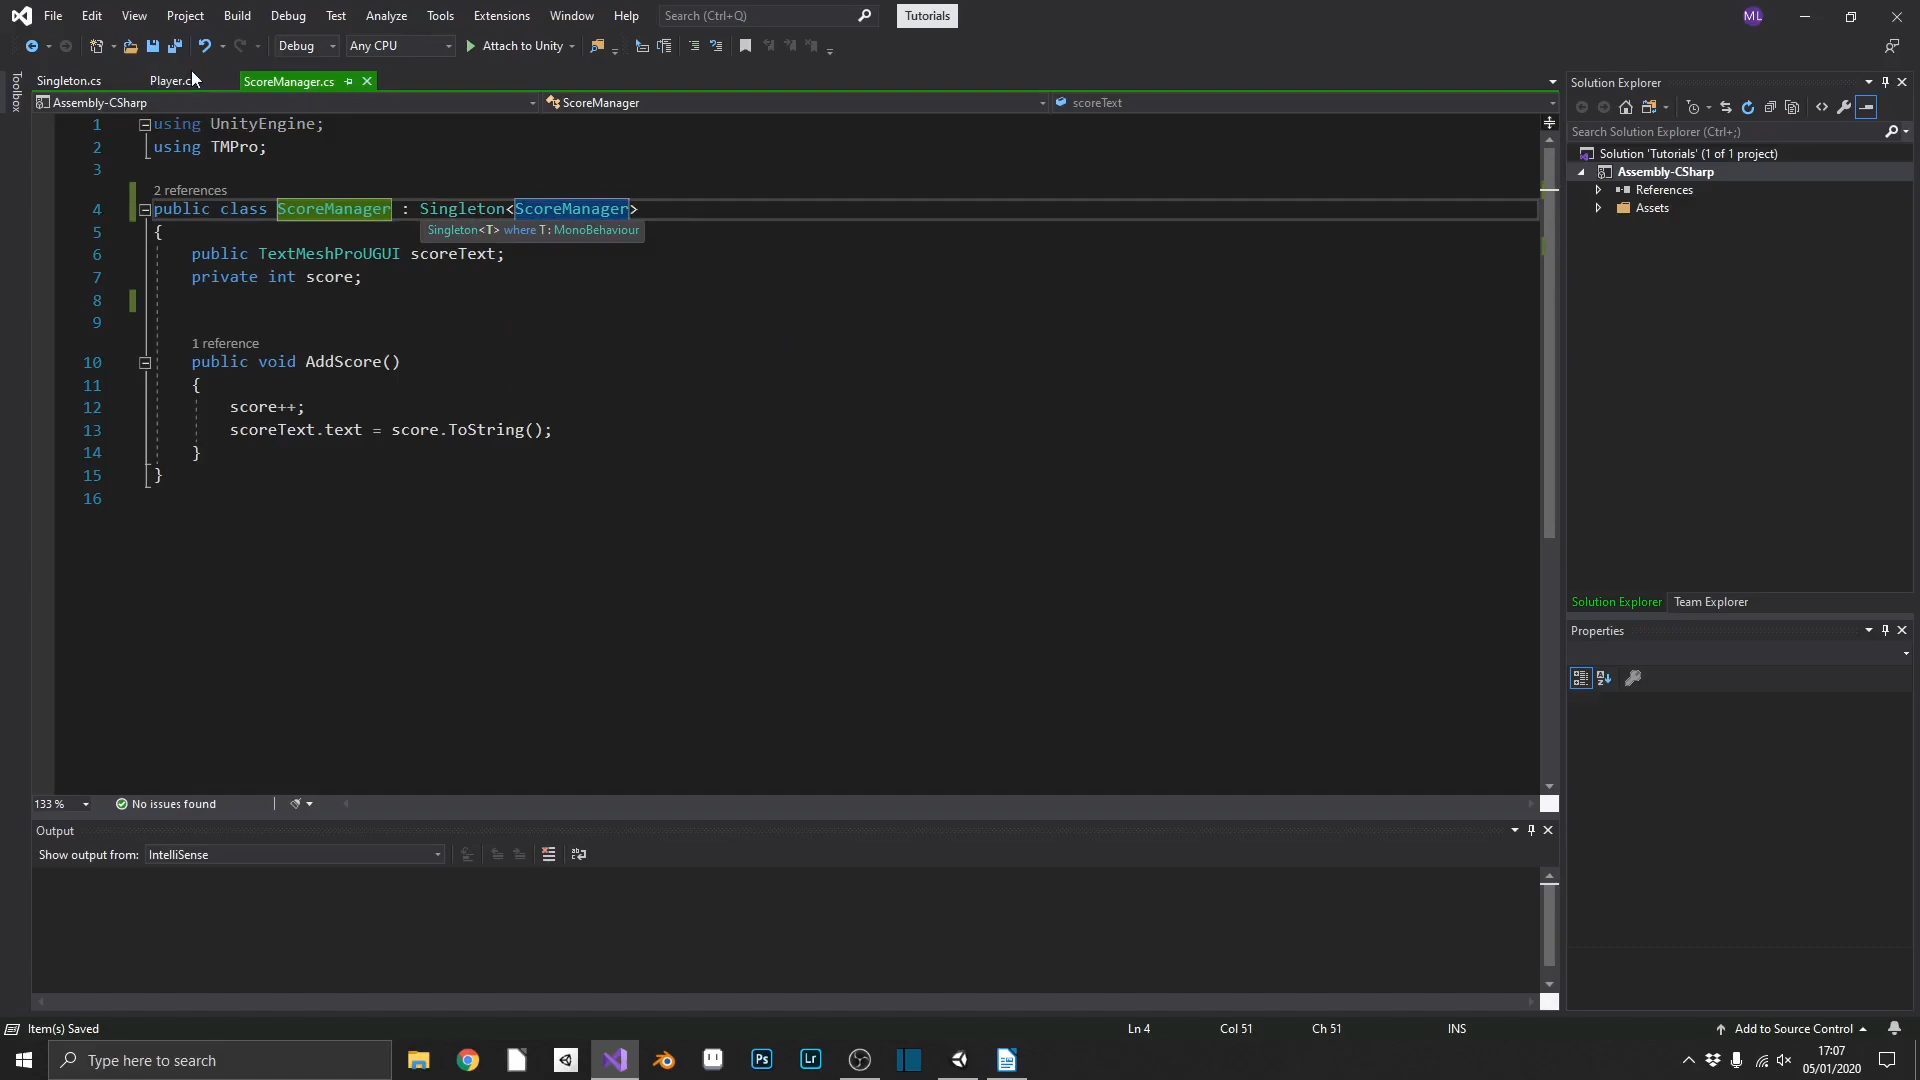 File Edit View Project Build Debug Test Analyze Tools Extensions Window Help Search (Ctrl+Q) Tutorials ML
Debug Any CPU Attach to Unity
Toolbox
Singleton.cs Player.c ScoreManager.cs
Assembly-CSharp ScoreManager scoreText
1 using UnityEngine;
2 using TMPro;
3
2 references
4 public class ScoreManager : Singleton<ScoreManager>
Singleton<T> where T : MonoBehaviour
5 {
6 public TextMeshProUGUI scoreText;
7 private int score;
8
9
1 reference
10 public void AddScore()
11 {
12 score++;
13 scoreText.text = score.ToString();
14 }
15 }
16
133 % No issues found
Output
Show output from: IntelliSense
Solution Explorer
Search Solution Explorer (Ctrl+;)
Solution 'Tutorials' (1 of 1 project)
Assembly-CSharp
References
Assets
Solution Explorer Team Explorer
Properties
Item(s) Saved Ln 4 Col 51 Ch 51 INS Add to Source Control
Type here to search Ps Lr
17:07
05/01/2020